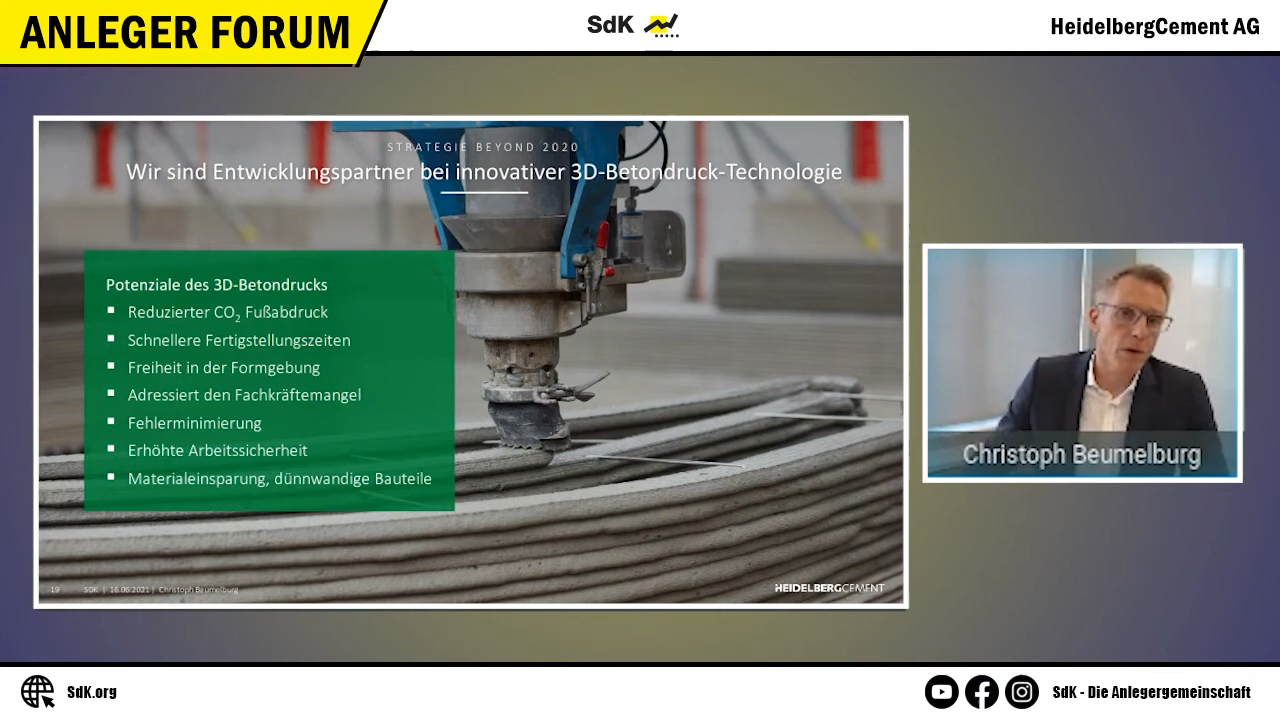 ANLEGER FORUM
SdK
HeidelbergCement AG
STRATEGIE BEYOND 2020
Wir sind Entwicklungspartner bei innovativer 3D-Betondruck-Technologie
Potenziale des 3D-Betondrucks
▪ Reduzierter CO₂ Fußabdruck
▪ Schnellere Fertigstellungszeiten
▪ Freiheit in der Formgebung
▪ Adressiert den Fachkräftemangel
▪ Fehlerminimierung
▪ Erhöhte Arbeitssicherheit
▪ Materialeinsparung, dünnwandige Bauteile
19 SDK | 16.06.2021 | Christoph Beumelburg
HEIDELBERGCEMENT
Christoph Beumelburg
SdK.org
SdK - Die Anlegergemeinschaft